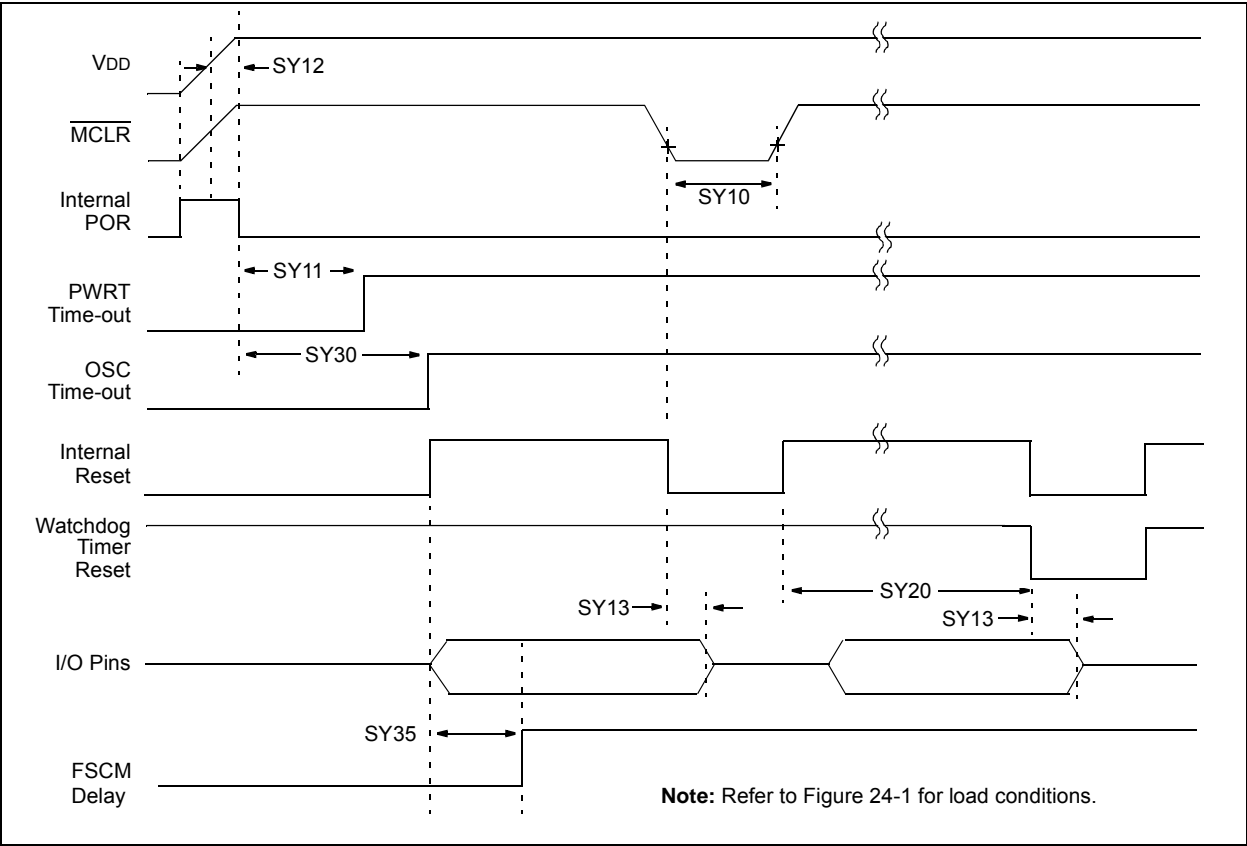 VDD
SY12
MCLR
SY10
Internal
POR
SY11
PWRT
Time-out
SY30
OSC
Time-out
Internal
Reset
Watchdog
Timer
Reset
SY20
SY13
SY13
I/O Pins
SY35
FSCM
Delay
Note: Refer to Figure 24-1 for load conditions.